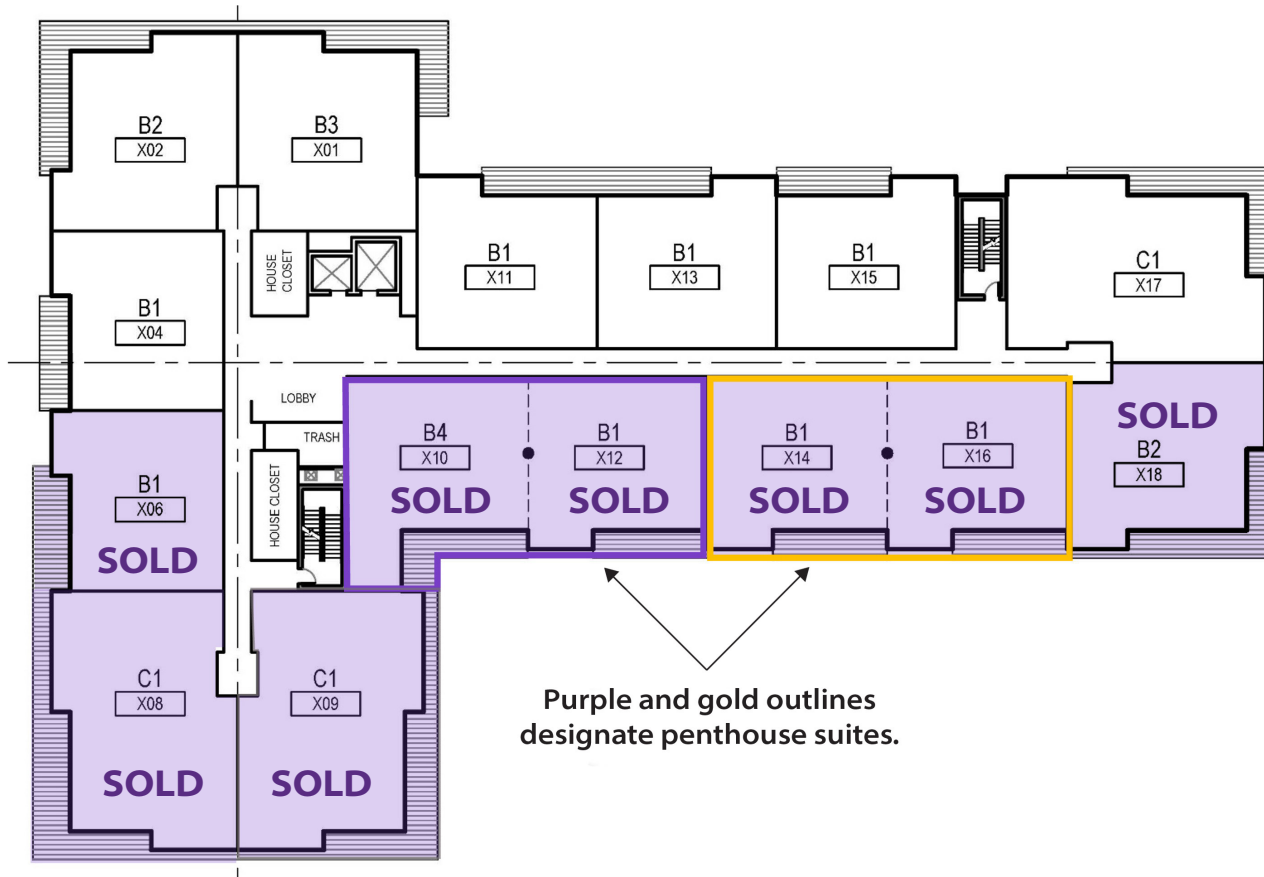 B2
X02
B3
X01
HOUSE
CLOSET
B1
X11
B1
X13
B1
X15
C1
X17
B1
X04
LOBBY
TRASH
B4
X10
SOLD
B1
X12
SOLD
B1
X14
SOLD
B1
X16
SOLD
SOLD
B2
X18
B1
X06
SOLD
HOUSE CLOSET
C1
X08
SOLD
C1
X09
SOLD
Purple and gold outlines
designate penthouse suites.